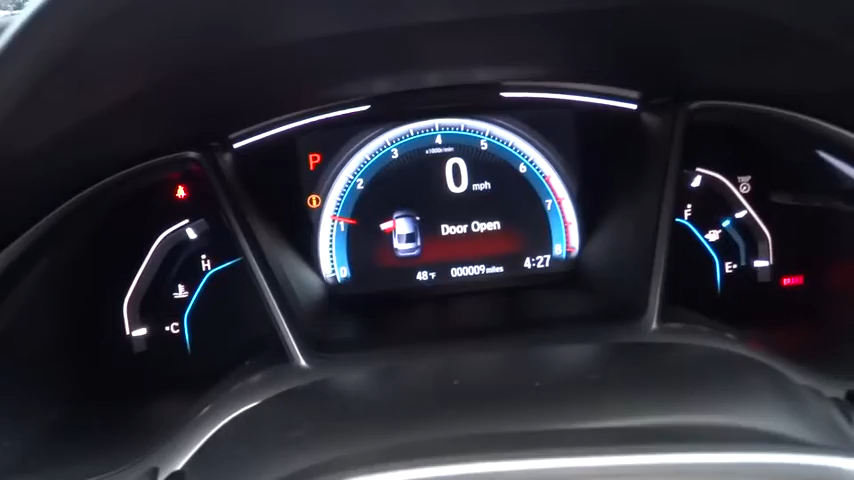 4
x1000r/min
3
5
2
6
1
7
0
8
P
0 mph
Door Open
48°F
000009 miles
4:27
H
C
TRIP
F
E